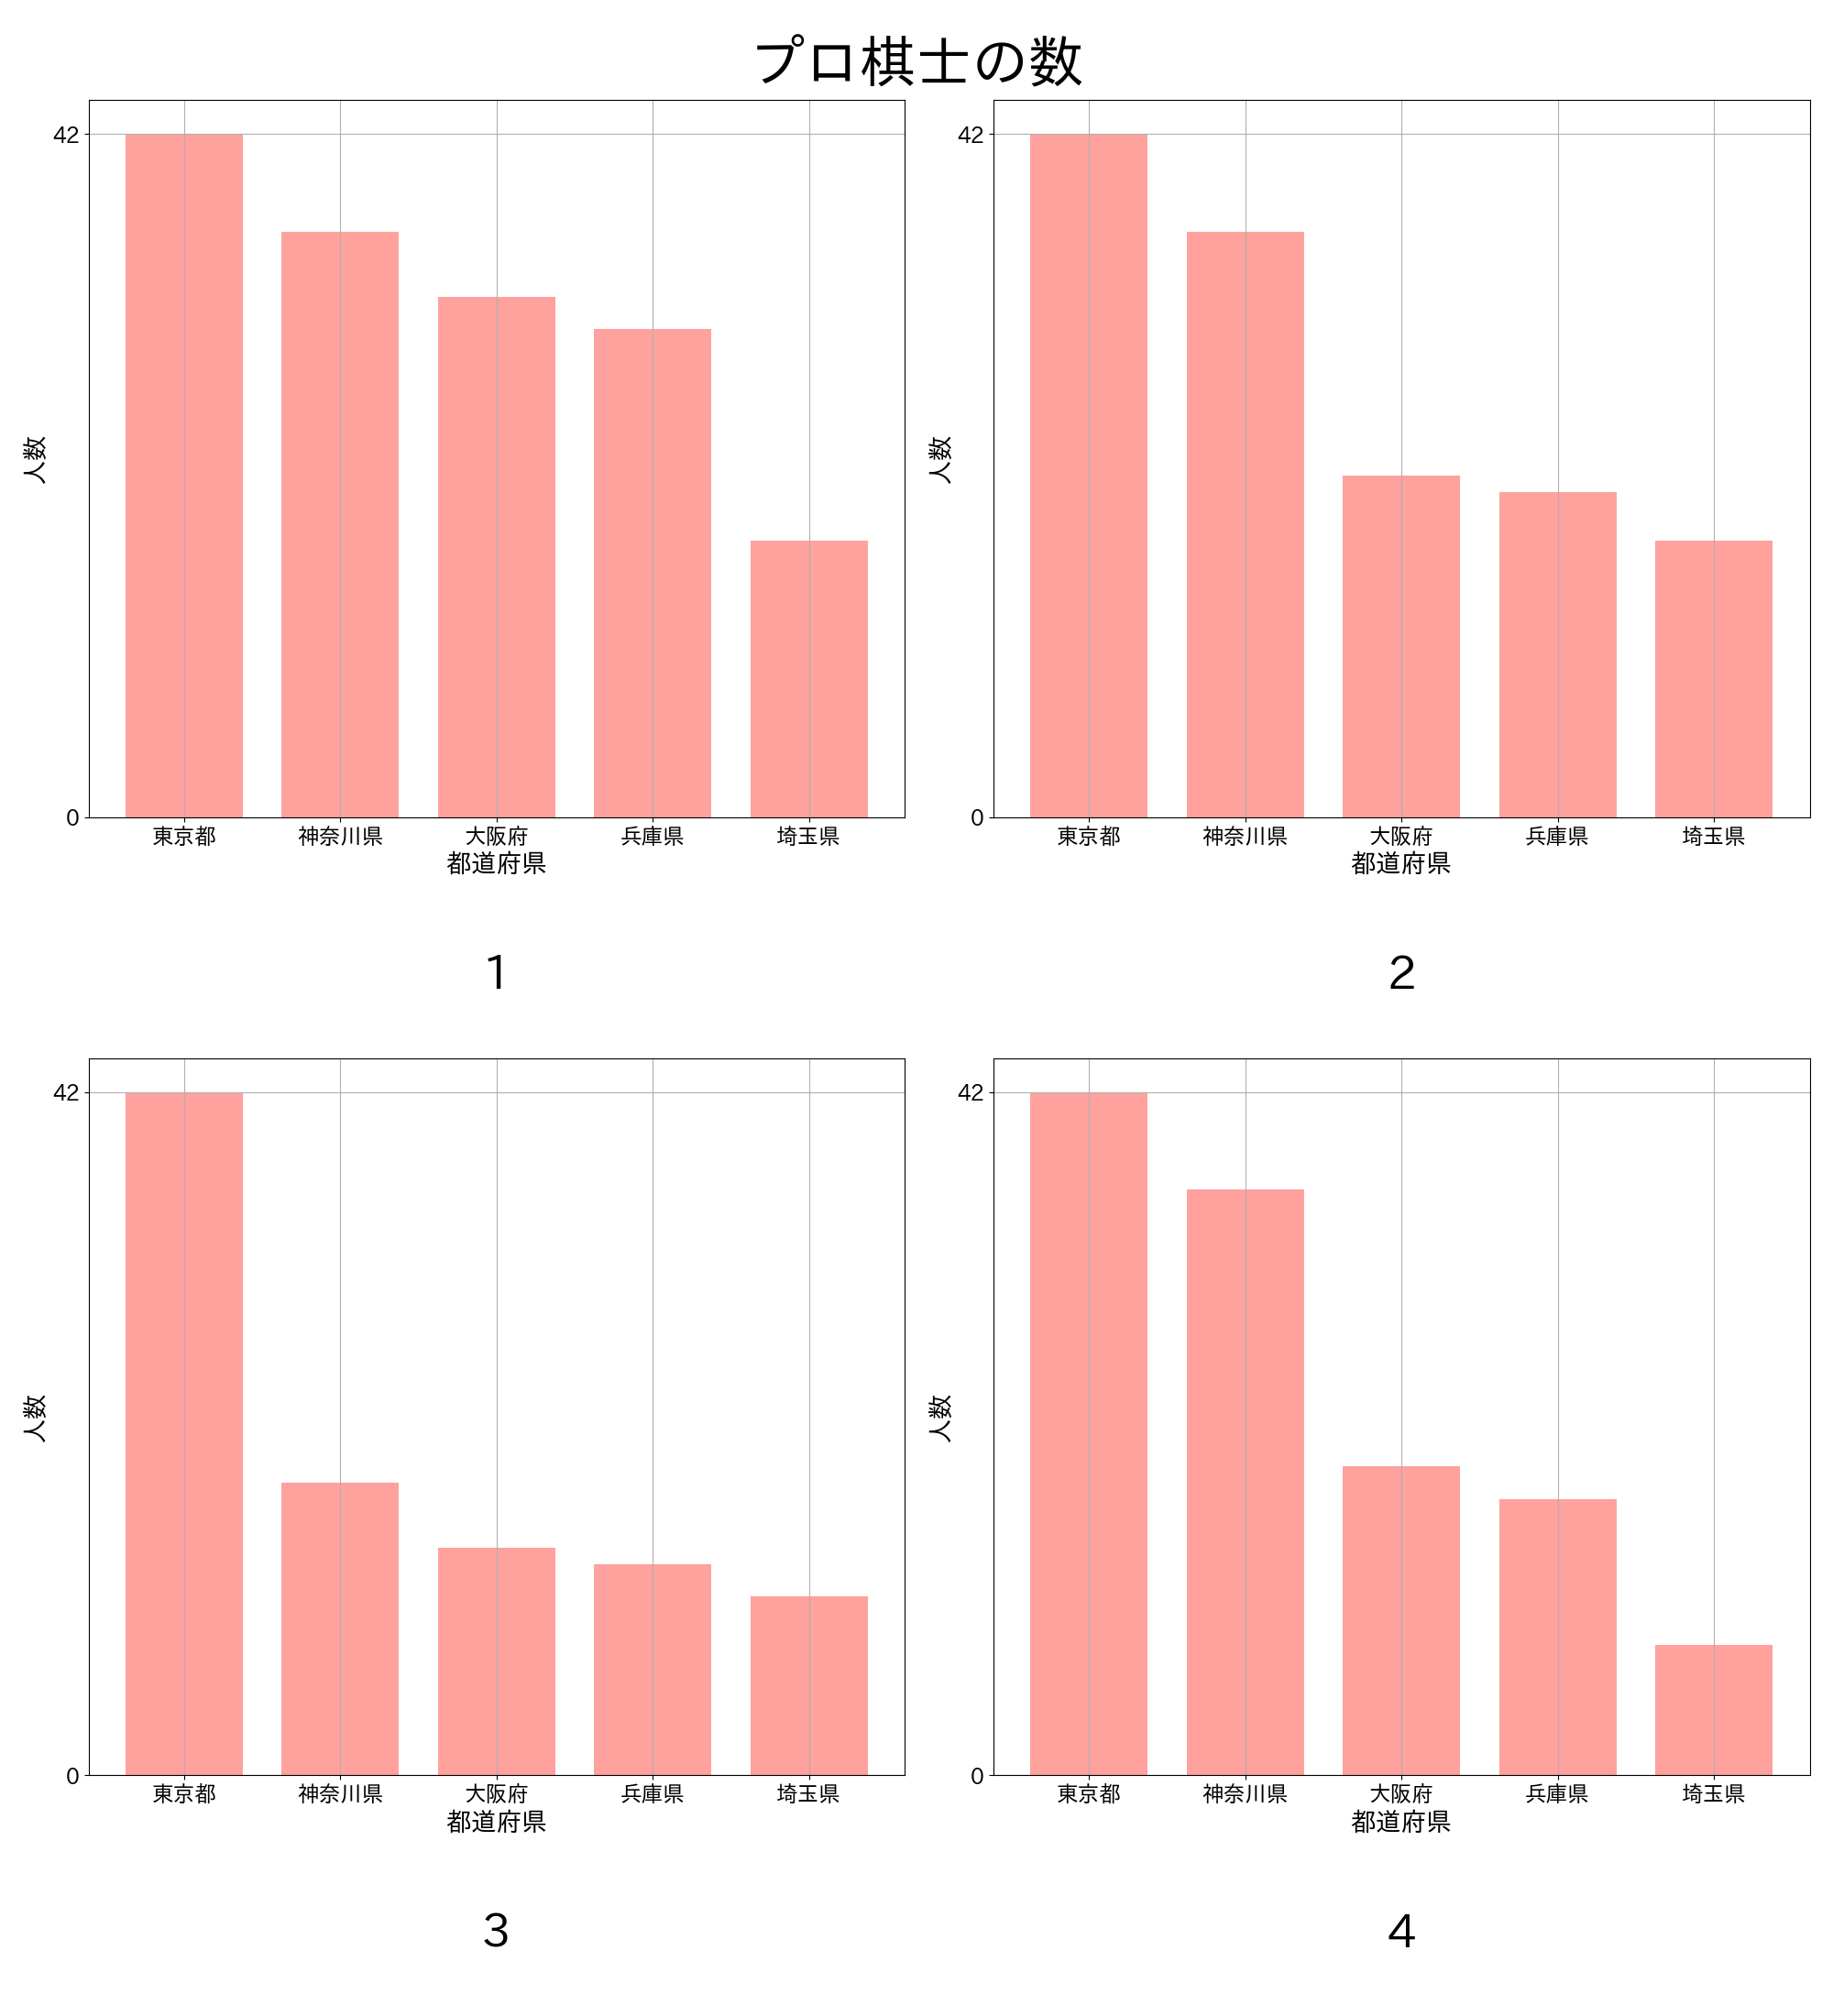 プロ棋士の数
42
0
人数
東京都 神奈川県 大阪府 兵庫県 埼玉県
都道府県
1
42
0
人数
東京都 神奈川県 大阪府 兵庫県 埼玉県
都道府県
2
42
0
人数
東京都 神奈川県 大阪府 兵庫県 埼玉県
都道府県
3
42
0
人数
東京都 神奈川県 大阪府 兵庫県 埼玉県
都道府県
4